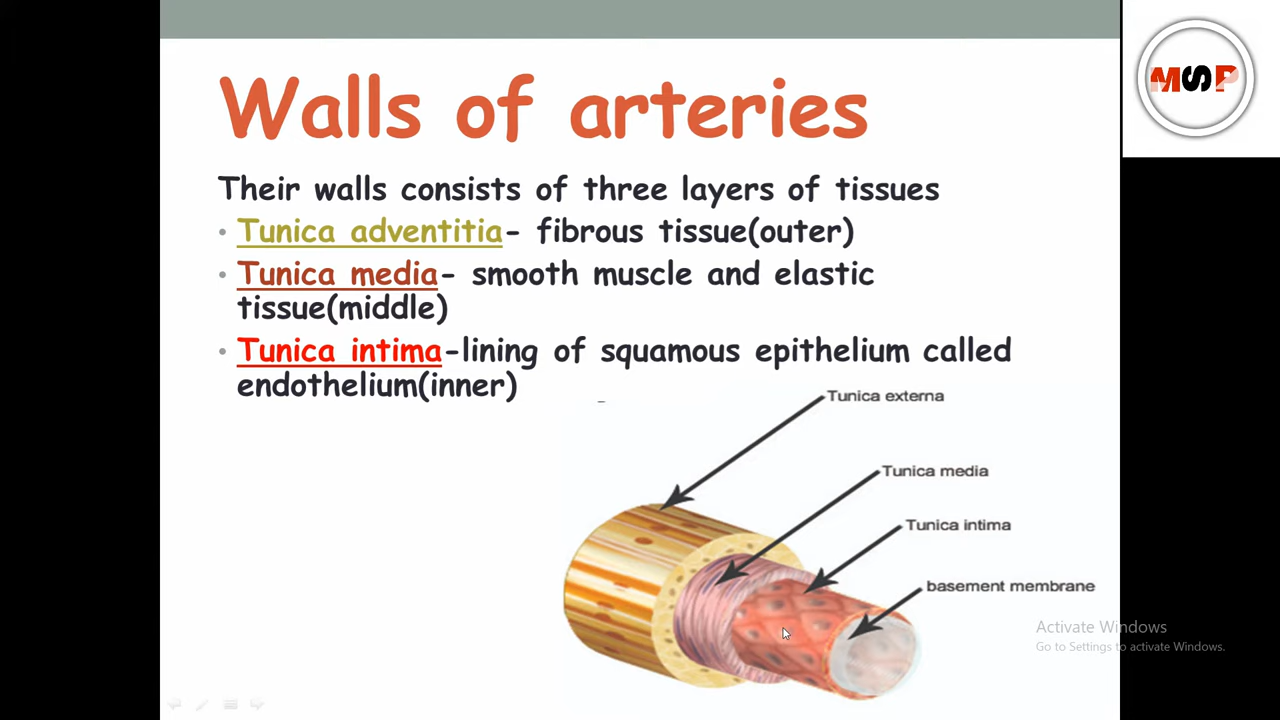 MSP
Walls of arteries
Their walls consists of three layers of tissues
• Tunica adventitia- fibrous tissue(outer)
• Tunica media- smooth muscle and elastic
tissue(middle)
• Tunica intima-lining of squamous epithelium called
endothelium(inner)
Tunica externa
Tunica media
Tunica intima
basement membrane
Activate Windows
Go to Settings to activate Windows.